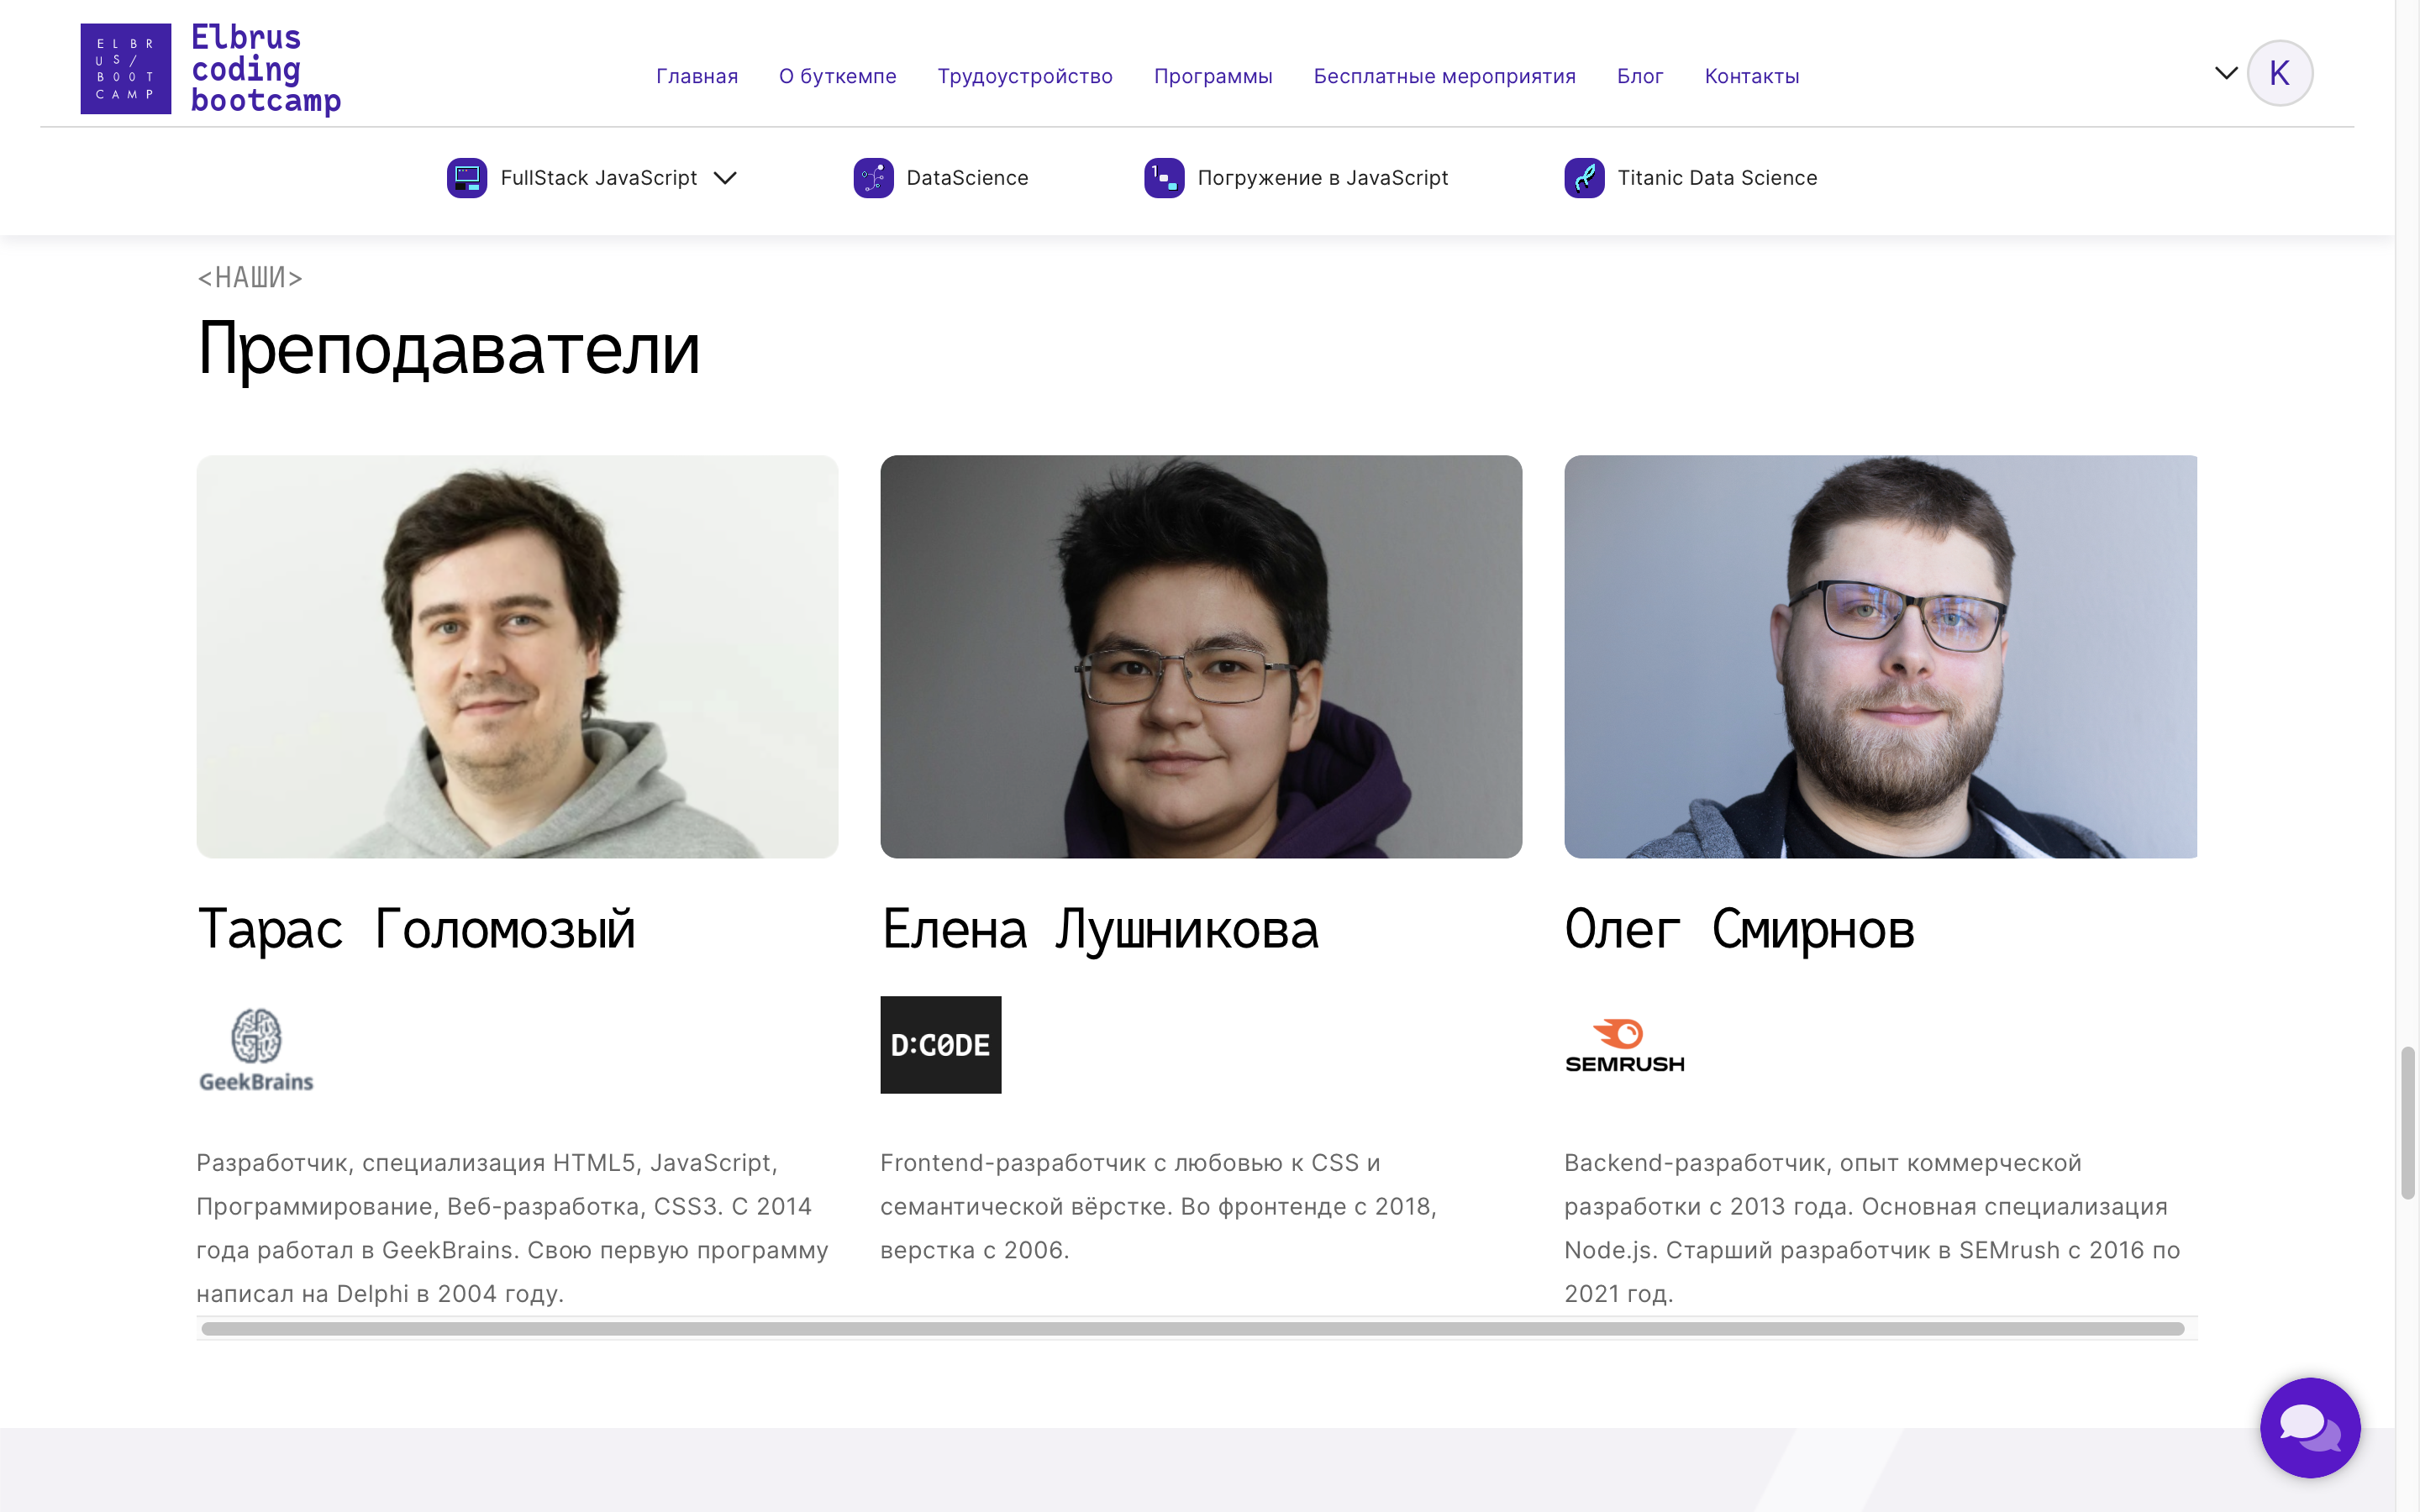 E L B R
U S /
B O O T
C A M P
Elbrus
coding
bootcamp
Главная О буткемпе Трудоустройство Программы Бесплатные мероприятия Блог Контакты
K
FullStack JavaScript DataScience Погружение в JavaScript Titanic Data Science
<НАШИ>
Преподаватели
Тарас Голомозый
GeekBrains
Разработчик, специализация HTML5, JavaScript,
Программирование, Веб-разработка, CSS3. С 2014
года работал в GeekBrains. Свою первую программу
написал на Delphi в 2004 году.
Елена Лушникова
D:C0DE
Frontend-разработчик с любовью к CSS и
семантической вёрстке. Во фронтенде с 2018,
верстка с 2006.
Олег Смирнов
SEMRUSH
Backend-разработчик, опыт коммерческой
разработки с 2013 года. Основная специализация
Node.js. Старший разработчик в SEMrush с 2016 по
2021 год.